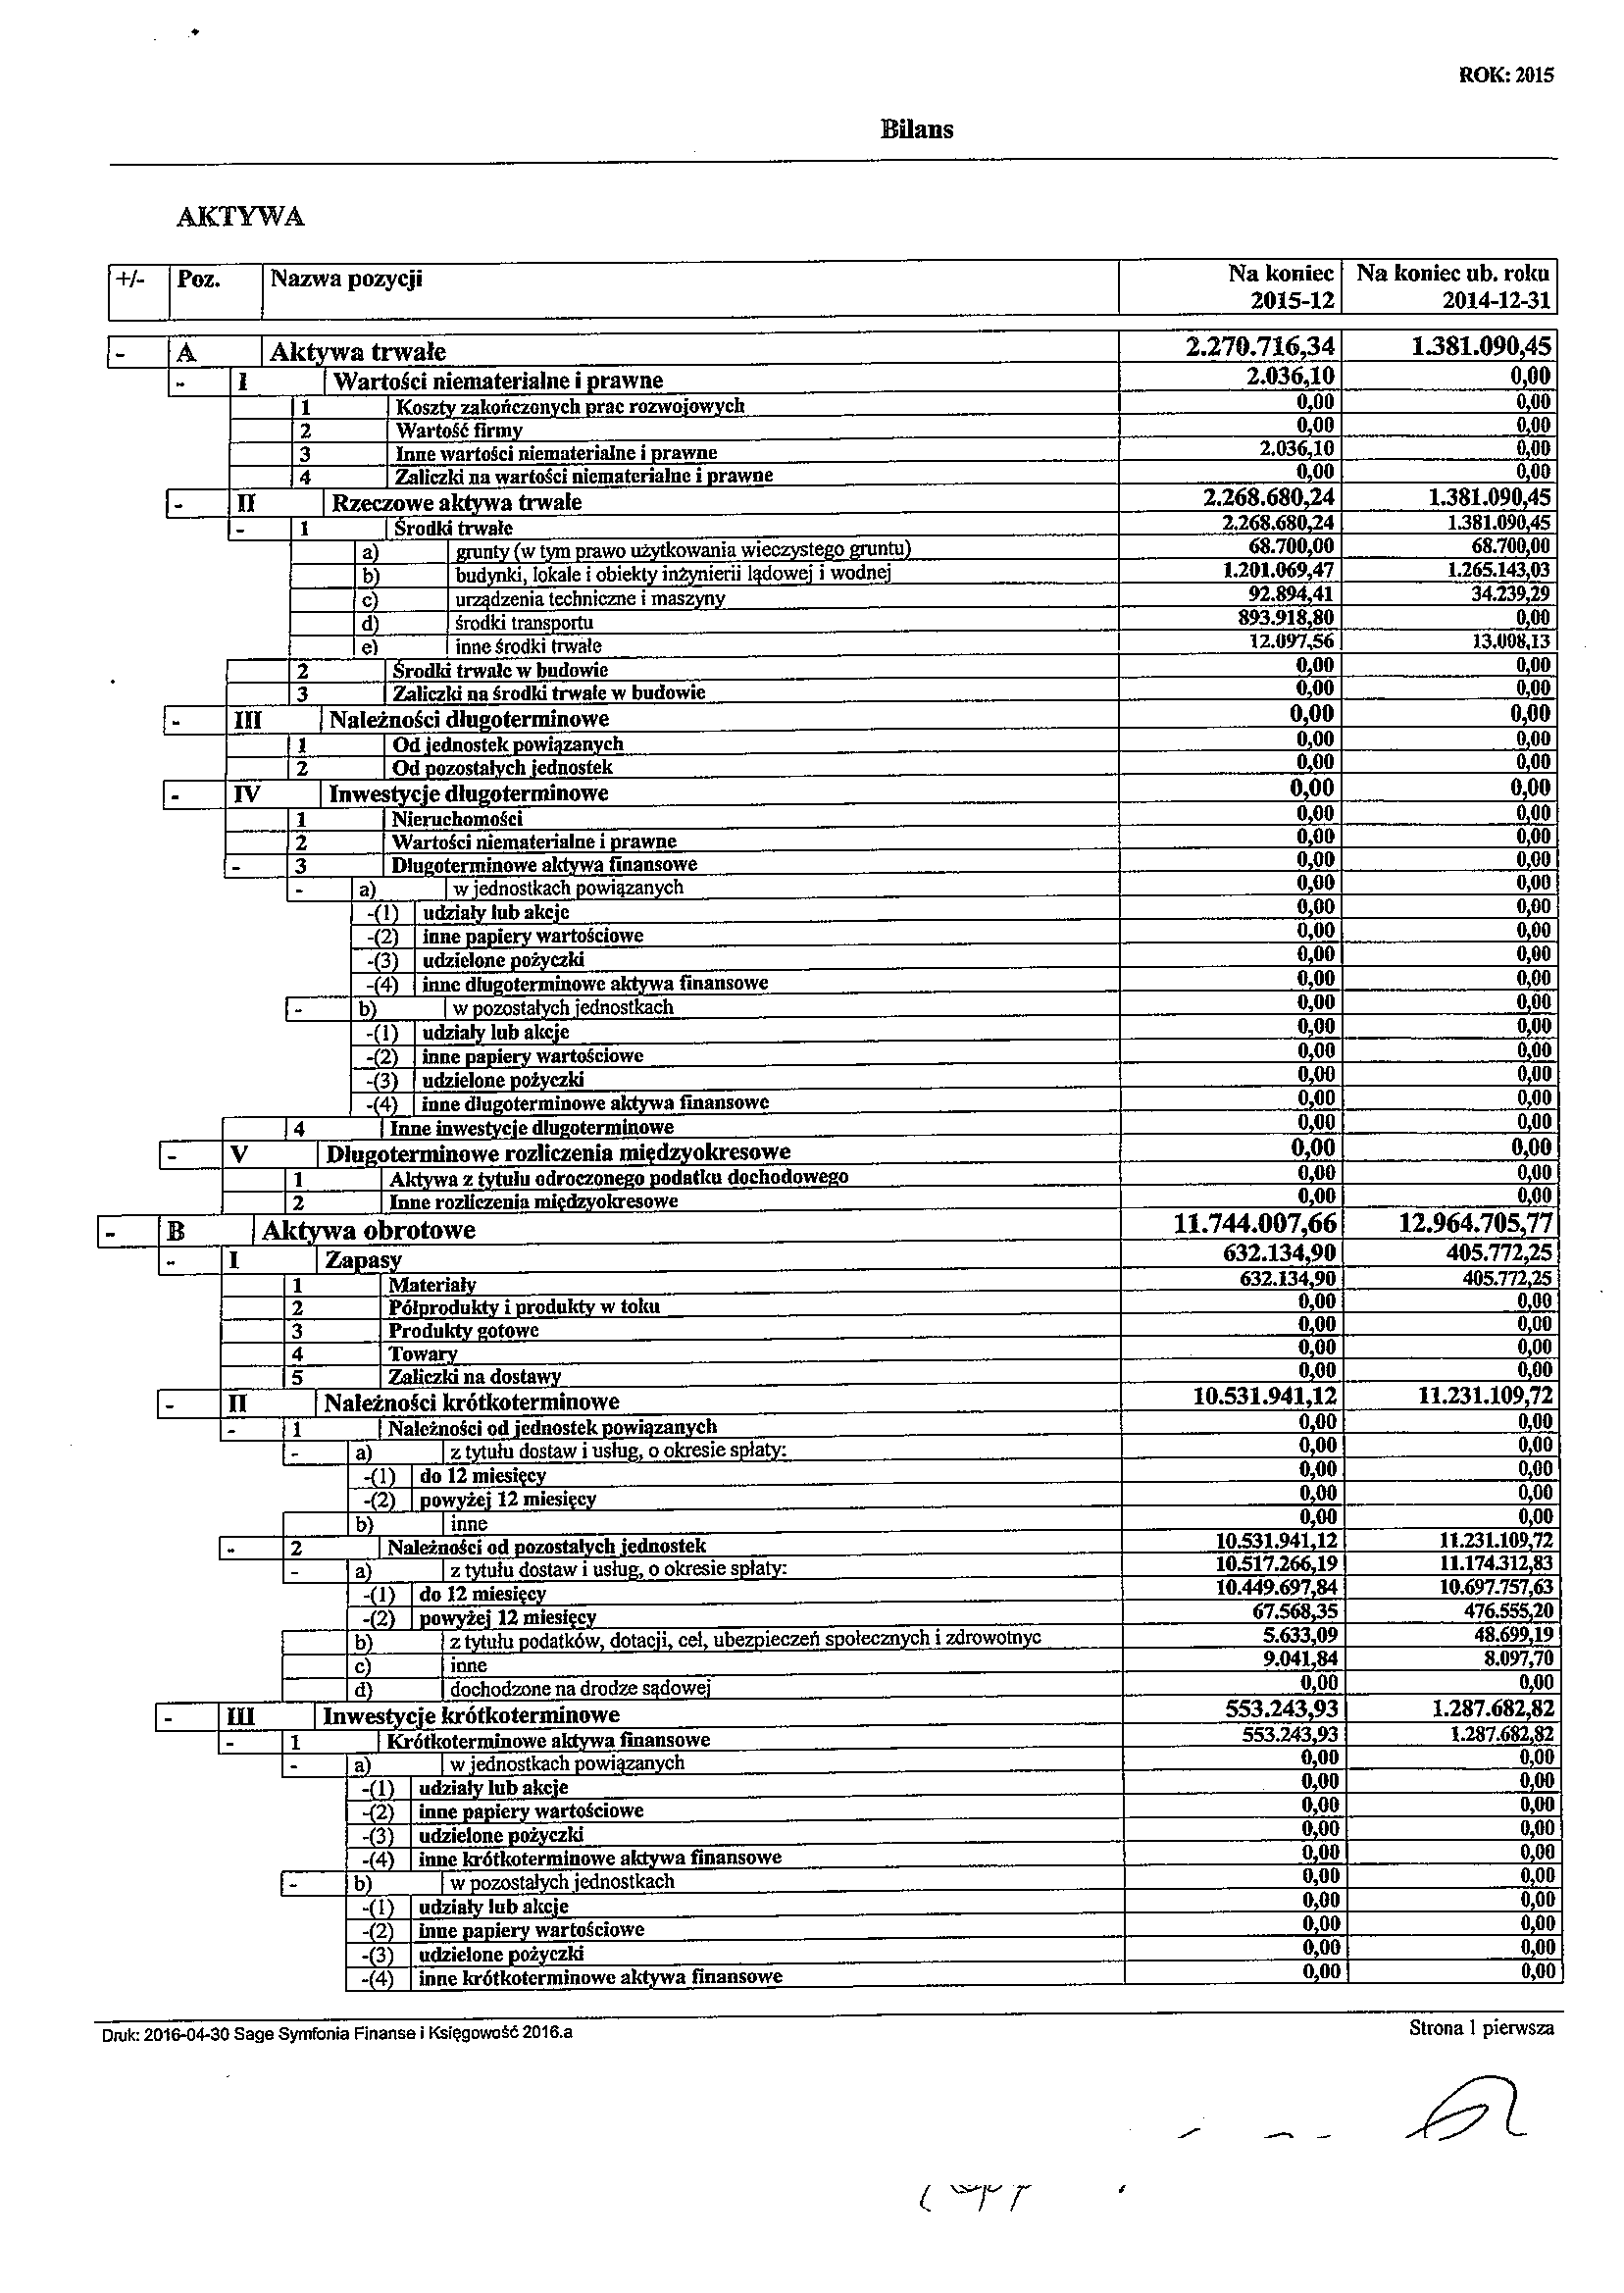 ROK: 2015
Bilans
AKTYWA
+/- Poz. Nazwa pozycji Na koniec 2015-12 Na koniec ub. roku 2014-12-31
- A Aktywa trwałe 2.270.716,34 1.381.090,45
- I Wartości niematerialne i prawne 2.036,10 0,00
1 Koszty zakończonych prac rozwojowych 0,00 0,00
2 Wartość firmy 0,00 0,00
3 Inne wartości niematerialne i prawne 2.036,10 0,00
4 Zaliczki na wartości niematerialne i prawne 0,00 0,00
- II Rzeczowe aktywa trwałe 2.268.680,24 1.381.090,45
- 1 Środki trwałe 2.268.680,24 1.381.090,45
a) grunty (w tym prawo użytkowania wieczystego gruntu) 68.700,00 68.700,00
b) budynki, lokale i obiekty inżynierii lądowej i wodnej 1.201.069,47 1.265.143,03
c) urządzenia techniczne i maszyny 92.894,41 34.239,29
d) środki transportu 893.918,80 0,00
e) inne środki trwałe 12.097,56 13.008,13
2 Środki trwałe w budowie 0,00 0,00
3 Zaliczki na środki trwałe w budowie 0,00 0,00
- III Należności długoterminowe 0,00 0,00
1 Od jednostek powiązanych 0,00 0,00
2 Od pozostałych jednostek 0,00 0,00
- IV Inwestycje długoterminowe 0,00 0,00
1 Nieruchomości 0,00 0,00
2 Wartości niematerialne i prawne 0,00 0,00
- 3 Długoterminowe aktywa finansowe 0,00 0,00
- a) w jednostkach powiązanych 0,00 0,00
-(1) udziały lub akcje 0,00 0,00
-(2) inne papiery wartościowe 0,00 0,00
-(3) udzielone pożyczki 0,00 0,00
-(4) inne długoterminowe aktywa finansowe 0,00 0,00
- b) w pozostałych jednostkach 0,00 0,00
-(1) udziały lub akcje 0,00 0,00
-(2) inne papiery wartościowe 0,00 0,00
-(3) udzielone pożyczki 0,00 0,00
-(4) inne długoterminowe aktywa finansowe 0,00 0,00
4 Inne inwestycje długoterminowe 0,00 0,00
- V Długoterminowe rozliczenia międzyokresowe 0,00 0,00
1 Aktywa z tytułu odroczonego podatku dochodowego 0,00 0,00
2 Inne rozliczenia międzyokresowe 0,00 0,00
- B Aktywa obrotowe 11.744.007,66 12.964.705,77
- I Zapasy 632.134,90 405.772,25
1 Materiały 632.134,90 405.772,25
2 Półprodukty i produkty w toku 0,00 0,00
3 Produkty gotowe 0,00 0,00
4 Towary 0,00 0,00
5 Zaliczki na dostawy 0,00 0,00
- II Należności krótkoterminowe 10.531.941,12 11.231.109,72
- 1 Należności od jednostek powiązanych 0,00 0,00
- a) z tytułu dostaw i usług, o okresie spłaty: 0,00 0,00
-(1) do 12 miesięcy 0,00 0,00
-(2) powyżej 12 miesięcy 0,00 0,00
b) inne 0,00 0,00
- 2 Należności od pozostałych jednostek 10.531.941,12 11.231.109,72
- a) z tytułu dostaw i usług, o okresie spłaty: 10.517.266,19 11.174.312,83
-(1) do 12 miesięcy 10.449.697,84 10.697.757,63
-(2) powyżej 12 miesięcy 67.568,35 476.555,20
b) z tytułu podatków, dotacji, ceł, ubezpieczeń społecznych i zdrowotnyc 5.633,09 48.699,19
c) inne 9.041,84 8.097,70
d) dochodzone na drodze sądowej 0,00 0,00
- III Inwestycje krótkoterminowe 553.243,93 1.287.682,82
- 1 Krótkoterminowe aktywa finansowe 553.243,93 1.287.682,82
- a) w jednostkach powiązanych 0,00 0,00
-(1) udziały lub akcje 0,00 0,00
-(2) inne papiery wartościowe 0,00 0,00
-(3) udzielone pożyczki 0,00 0,00
-(4) inne krótkoterminowe aktywa finansowe 0,00 0,00
- b) w pozostałych jednostkach 0,00 0,00
-(1) udziały lub akcje 0,00 0,00
-(2) inne papiery wartościowe 0,00 0,00
-(3) udzielone pożyczki 0,00 0,00
-(4) inne krótkoterminowe aktywa finansowe 0,00 0,00
Druk: 2016-04-30 Sage Symfonia Finanse i Księgowość 2016.a Strona 1 pierwsza